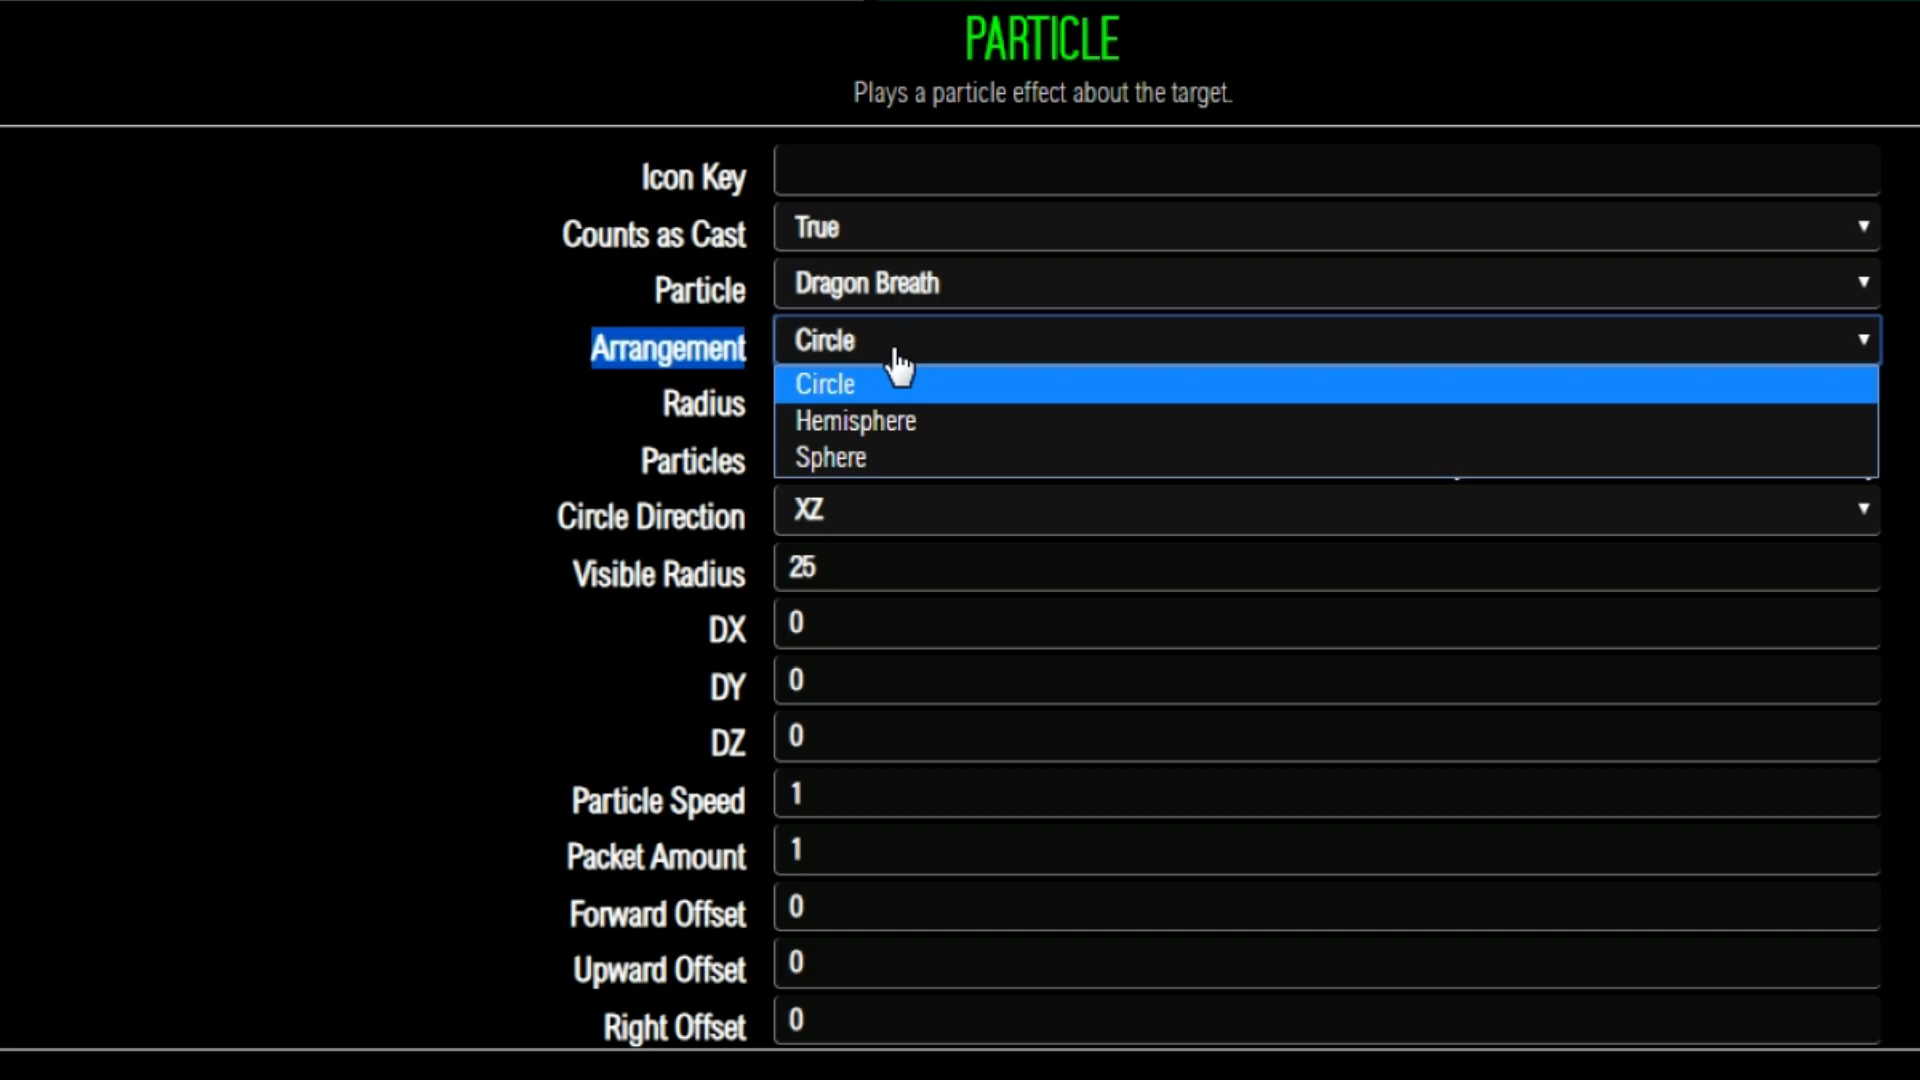 PARTICLE
Plays a particle effect about the target.
Icon Key
Counts as Cast True
Particle Dragon Breath
Arrangement Circle
Circle
Radius
Hemisphere
Particles Sphere
Circle Direction XZ
Visible Radius 25
DX 0
DY 0
DZ 0
Particle Speed 1
Packet Amount 1
Forward Offset 0
Upward Offset 0
Right Offset 0